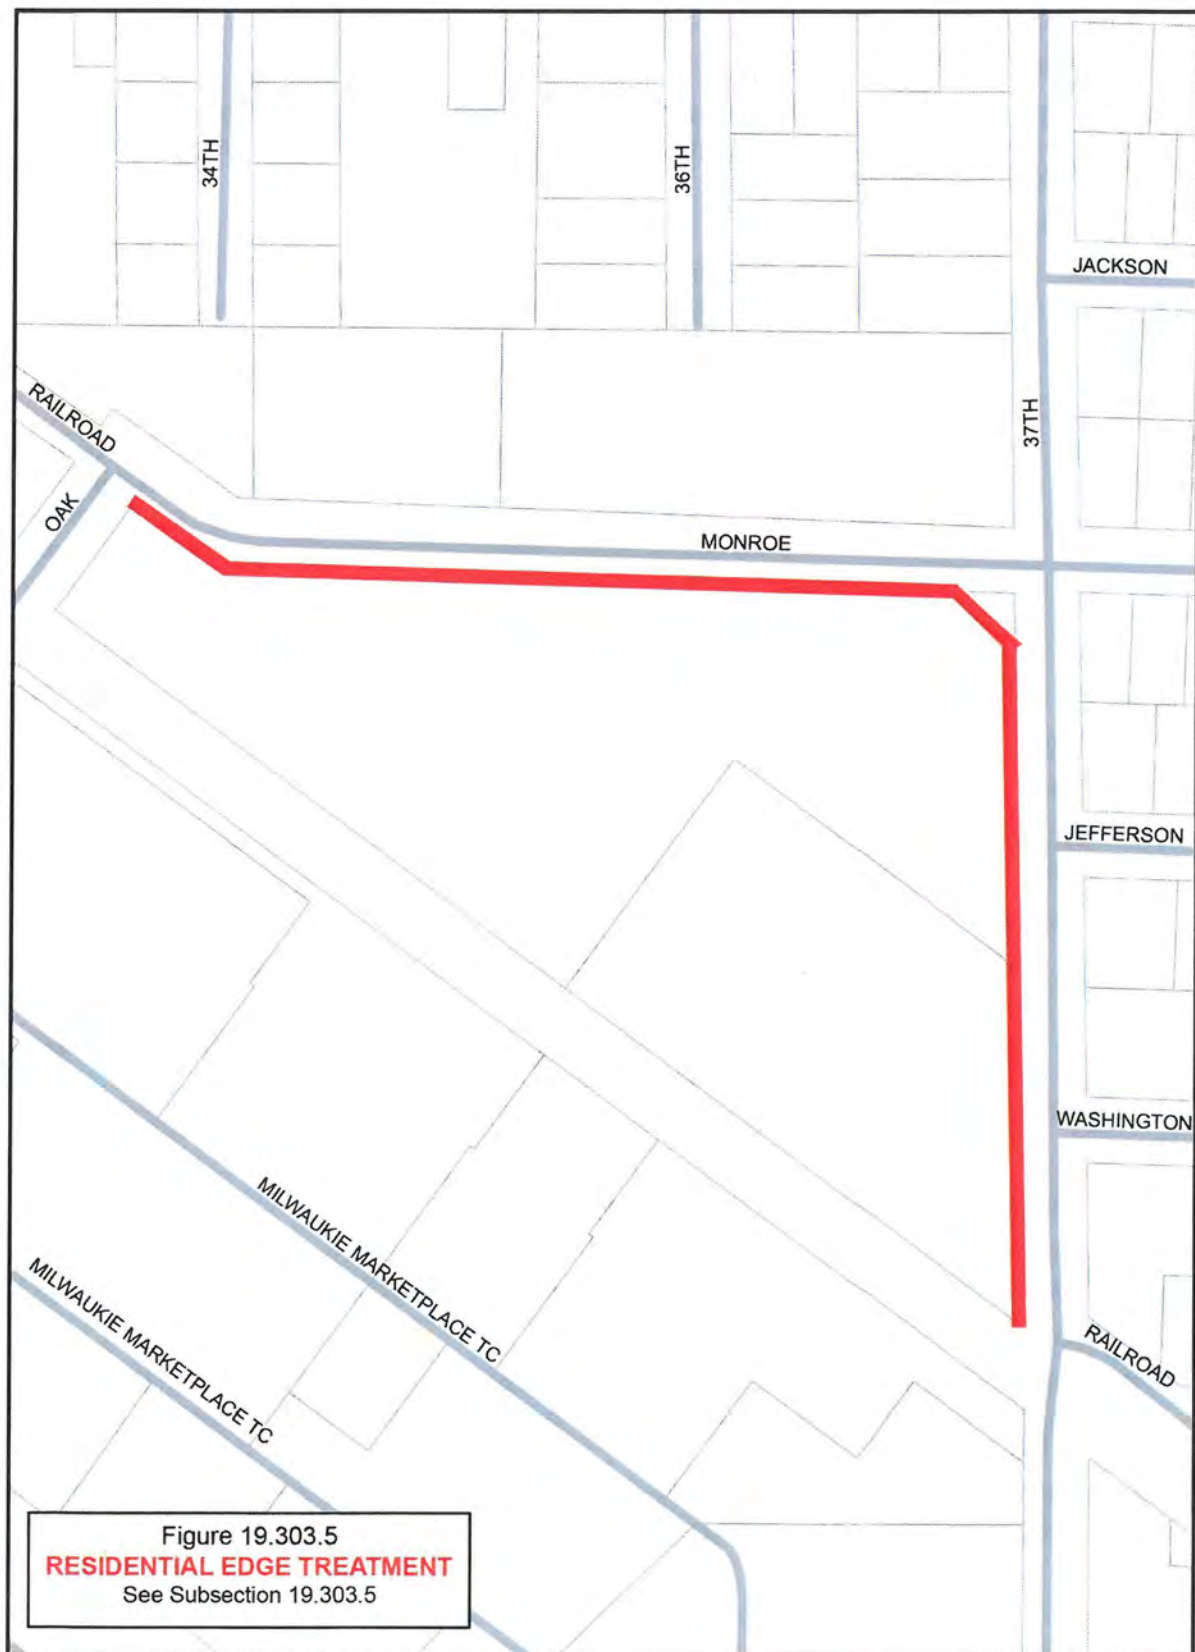 34TH
36TH
JACKSON
37TH
RAILROAD
OAK
MONROE
JEFFERSON
WASHINGTON
MILWAUKIE MARKETPLACE TC
MILWAUKIE MARKETPLACE TC
RAILROAD
Figure 19.303.5
RESIDENTIAL EDGE TREATMENT
See Subsection 19.303.5